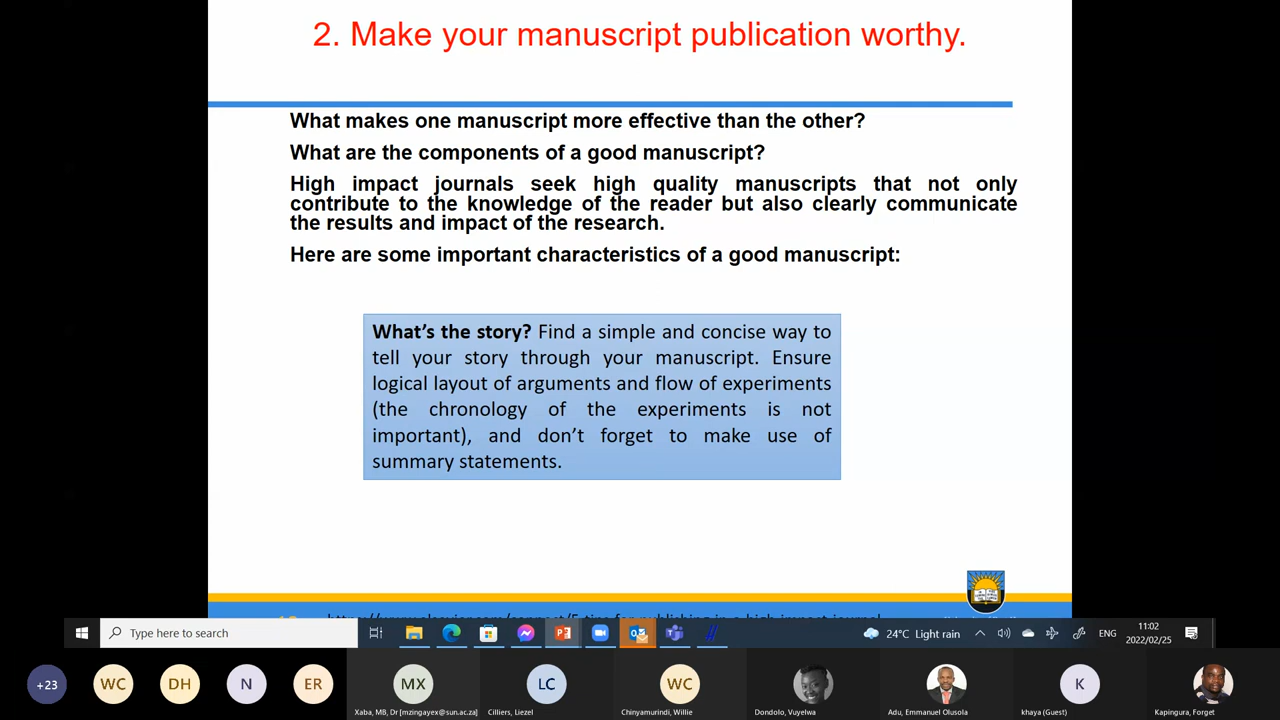 2. Make your manuscript publication worthy.
What makes one manuscript more effective than the other?
What are the components of a good manuscript?
High impact journals seek high quality manuscripts that not only
contribute to the knowledge of the reader but also clearly communicate
the results and impact of the research.
Here are some important characteristics of a good manuscript:
What's the story? Find a simple and concise way to
tell your story through your manuscript. Ensure
logical layout of arguments and flow of experiments
(the chronology of the experiments is not
important), and don't forget to make use of
summary statements.
Type here to search
24°C Light rain
ENG
11:02
2022/02/25
+23
WC
DH
N
ER
MX
LC
WC
K
Xaba, MB, Dr [mzingayex@sun.ac.za]
Cilliers, Liezel
Chinyamurindi, Willie
Dondolo, Vuyelwa
Adu, Emmanuel Olusola
khaya (Guest)
Kapingura, Forget